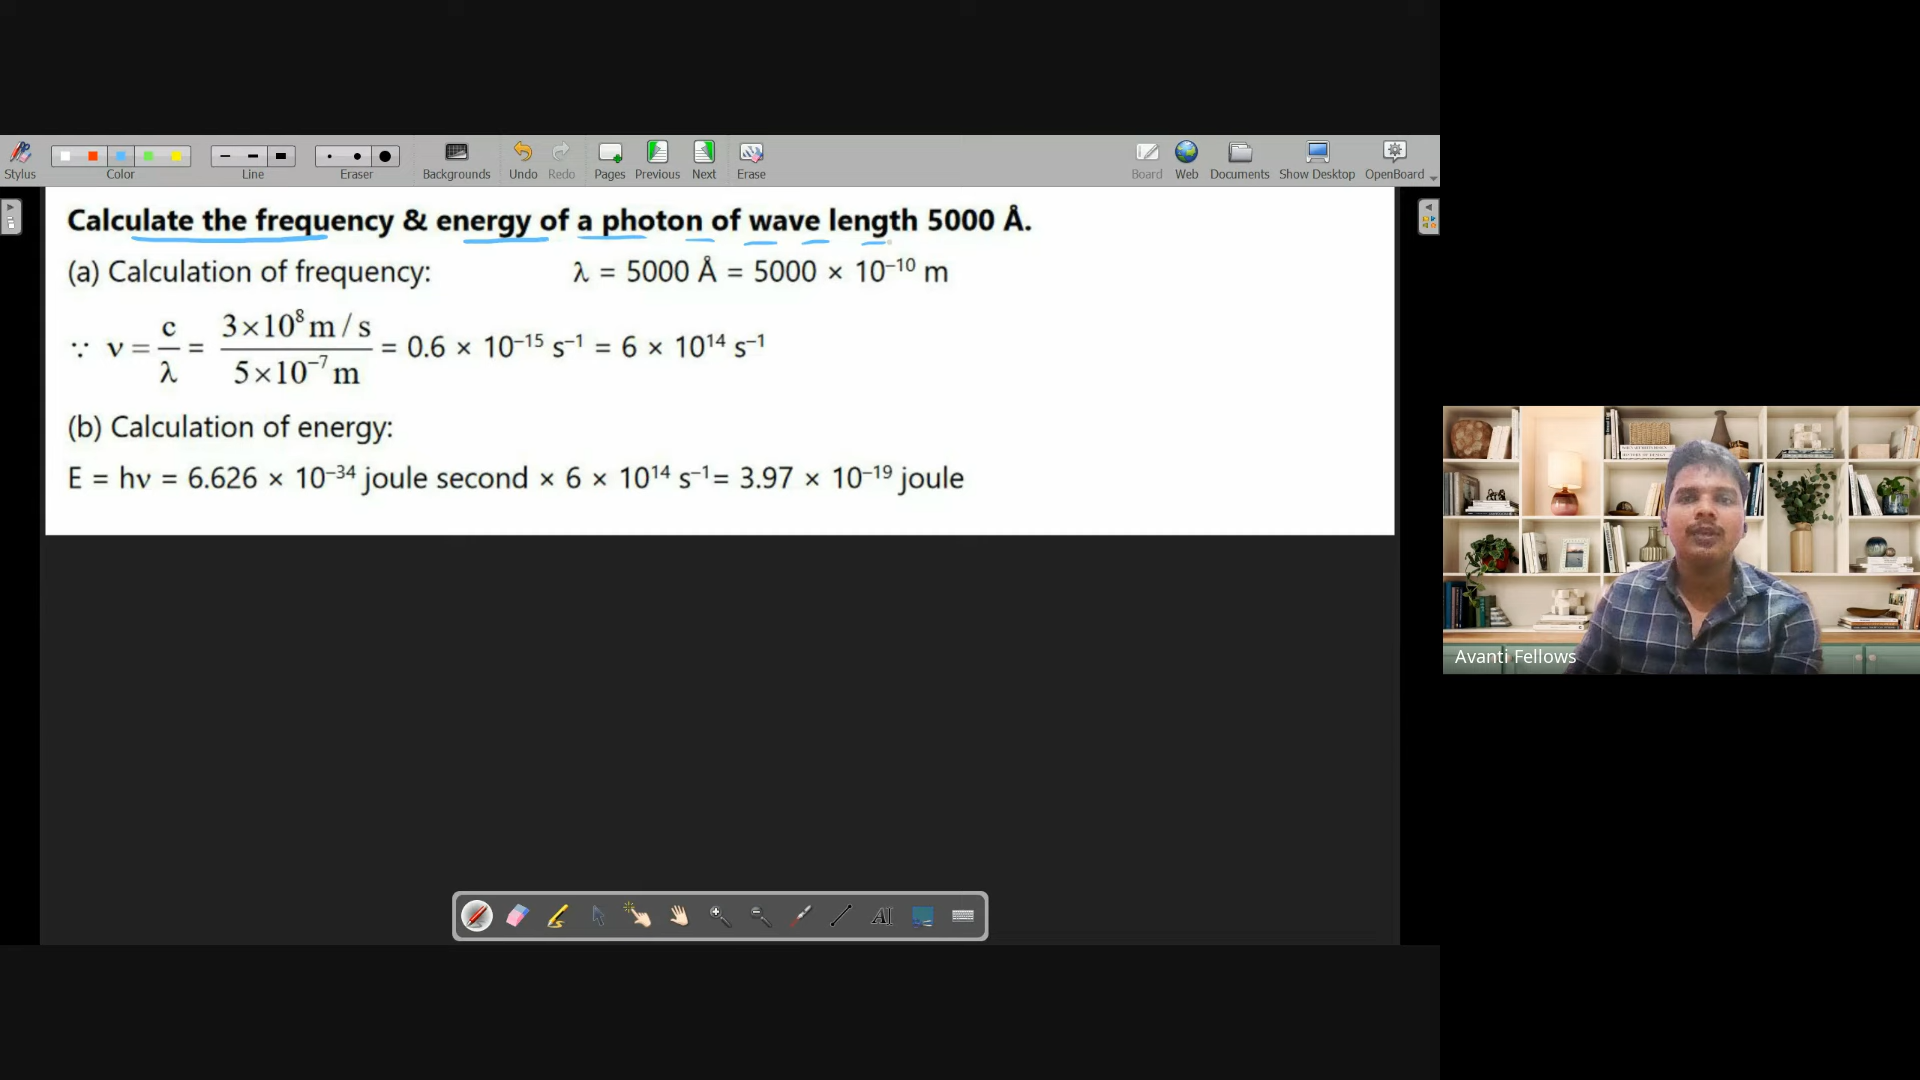 Stylus Color Line Eraser Backgrounds Undo Redo Pages Previous Next Erase Board Web Documents Show Desktop OpenBoard
Calculate the frequency & energy of a photon of wave length 5000 Å.
(a) Calculation of frequency: λ = 5000 Å = 5000 × 10⁻¹⁰ m
∵ ν = c/λ = 3×10⁸ m / s / 5×10⁻⁷ m = 0.6 × 10⁻¹⁵ s⁻¹ = 6 × 10¹⁴ s⁻¹
(b) Calculation of energy:
E = hν = 6.626 × 10⁻³⁴ joule second × 6 × 10¹⁴ s⁻¹= 3.97 × 10⁻¹⁹ joule
Avanti Fellows